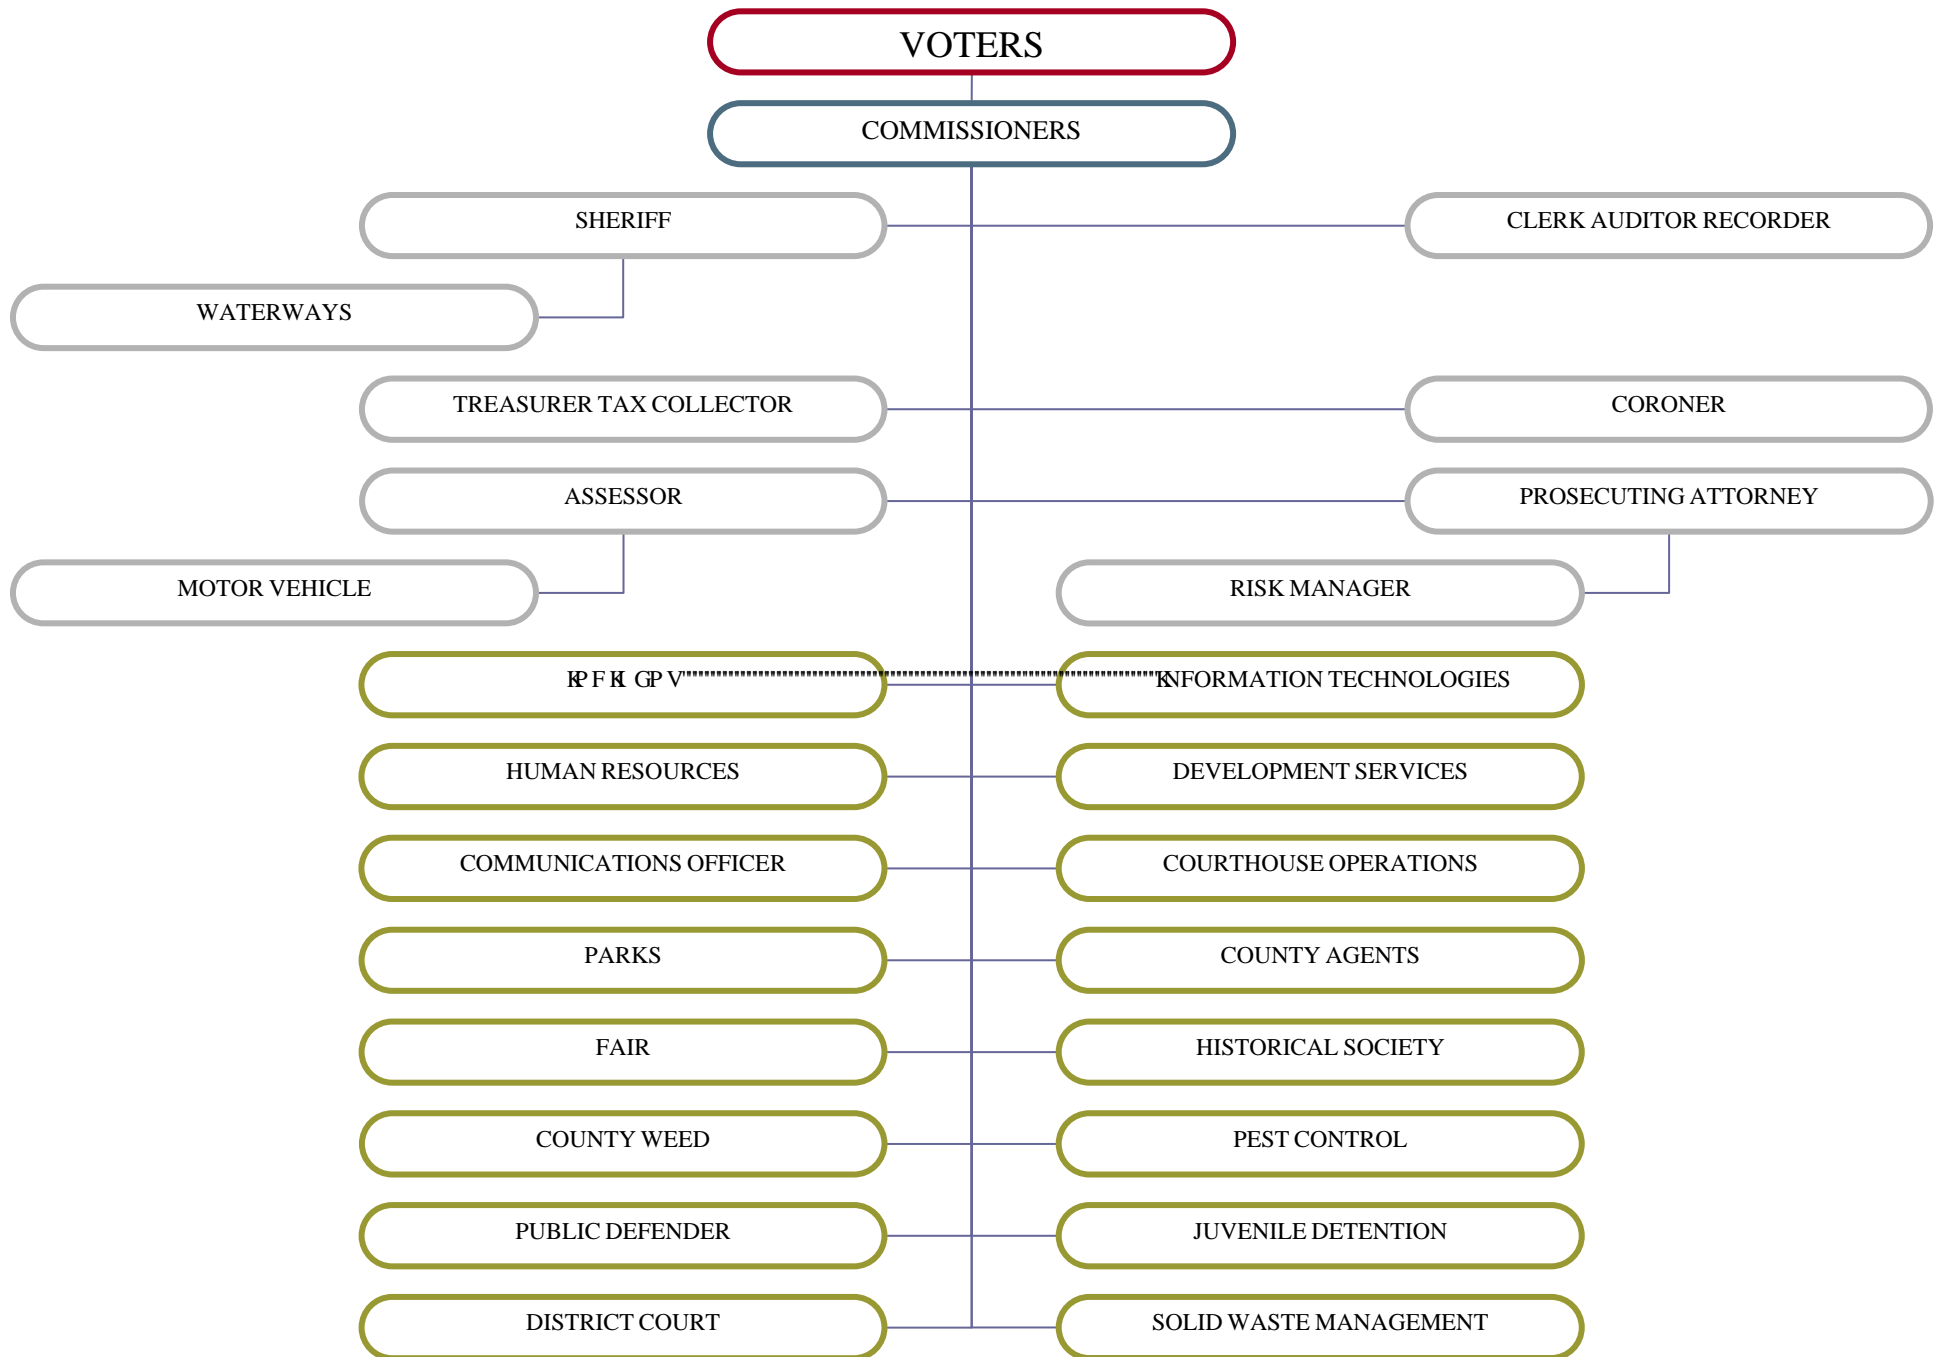 VOTERS
COMMISSIONERS
SHERIFF
CLERK AUDITOR RECORDER
WATERWAYS
TREASURER TAX COLLECTOR
CORONER
ASSESSOR
PROSECUTING ATTORNEY
MOTOR VEHICLE
RISK MANAGER
INFORMATION TECHNOLOGIES
HUMAN RESOURCES
DEVELOPMENT SERVICES
COMMUNICATIONS OFFICER
COURTHOUSE OPERATIONS
PARKS
COUNTY AGENTS
FAIR
HISTORICAL SOCIETY
COUNTY WEED
PEST CONTROL
PUBLIC DEFENDER
JUVENILE DETENTION
DISTRICT COURT
SOLID WASTE MANAGEMENT